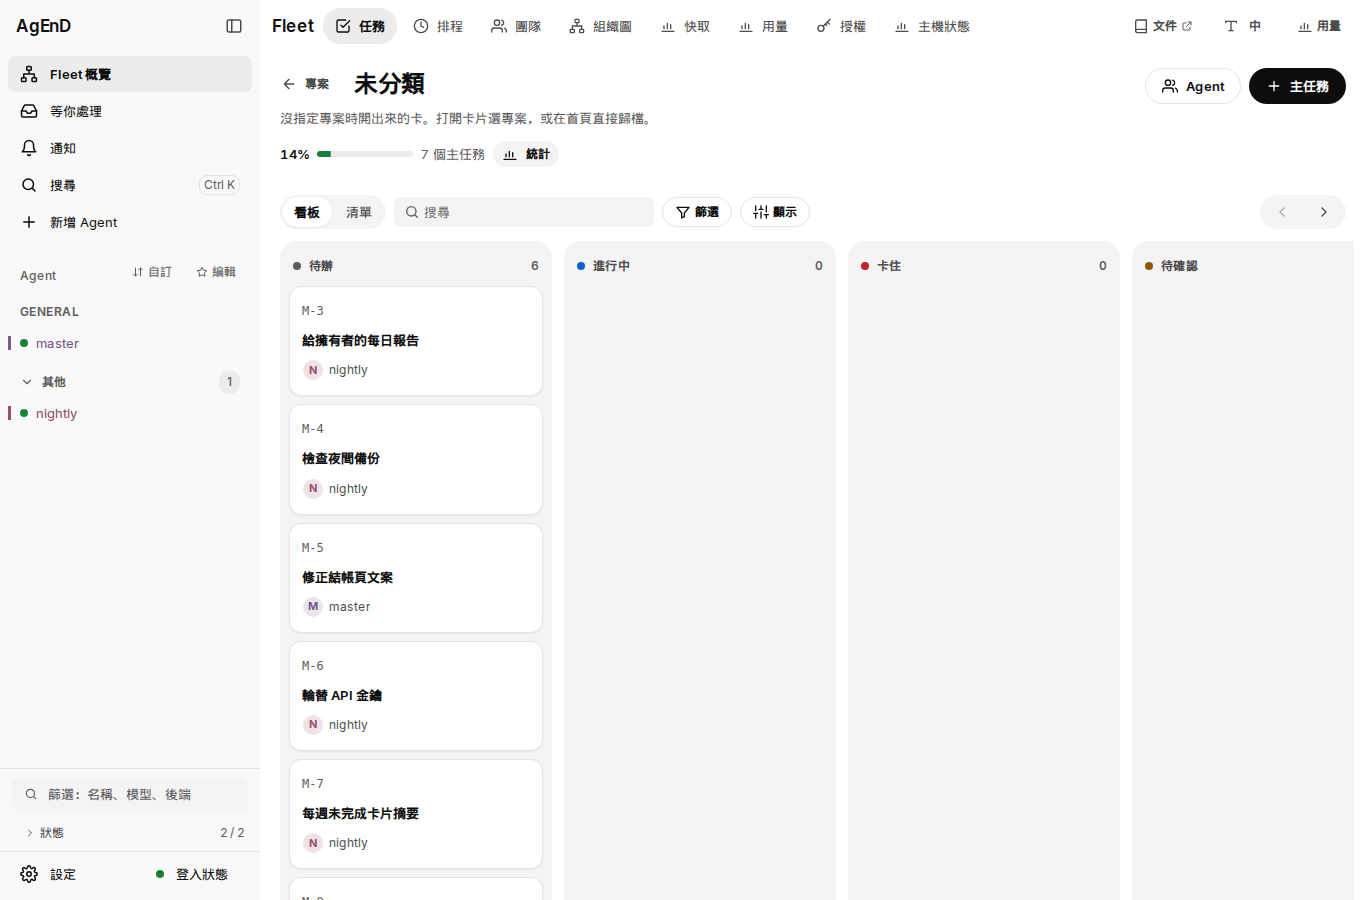 AgEnD
Fleet 概覽
等你處理
通知
搜尋 Ctrl K
新增 Agent
Agent 自訂 編輯
GENERAL
master
其他 1
nightly
篩選：名稱、模型、後端
狀態 2 / 2
設定 登入狀態
Fleet 任務 排程 團隊 組織圖 快取 用量 授權 主機狀態 文件 中 用量
專案 未分類 Agent 主任務
沒指定專案時開出來的卡。打開卡片選專案，或在首頁直接歸檔。
14% 7 個主任務 統計
看板 清單 搜尋 篩選 顯示
待辦 6 進行中 0 卡住 0 待確認
M-3
給擁有者的每日報告
N nightly
M-4
檢查夜間備份
N nightly
M-5
修正結帳頁文案
M master
M-6
輪替 API 金鑰
N nightly
M-7
每週未完成卡片摘要
N nightly